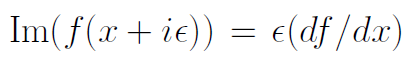 Im(f(x + iϵ)) = ϵ(df/dx)